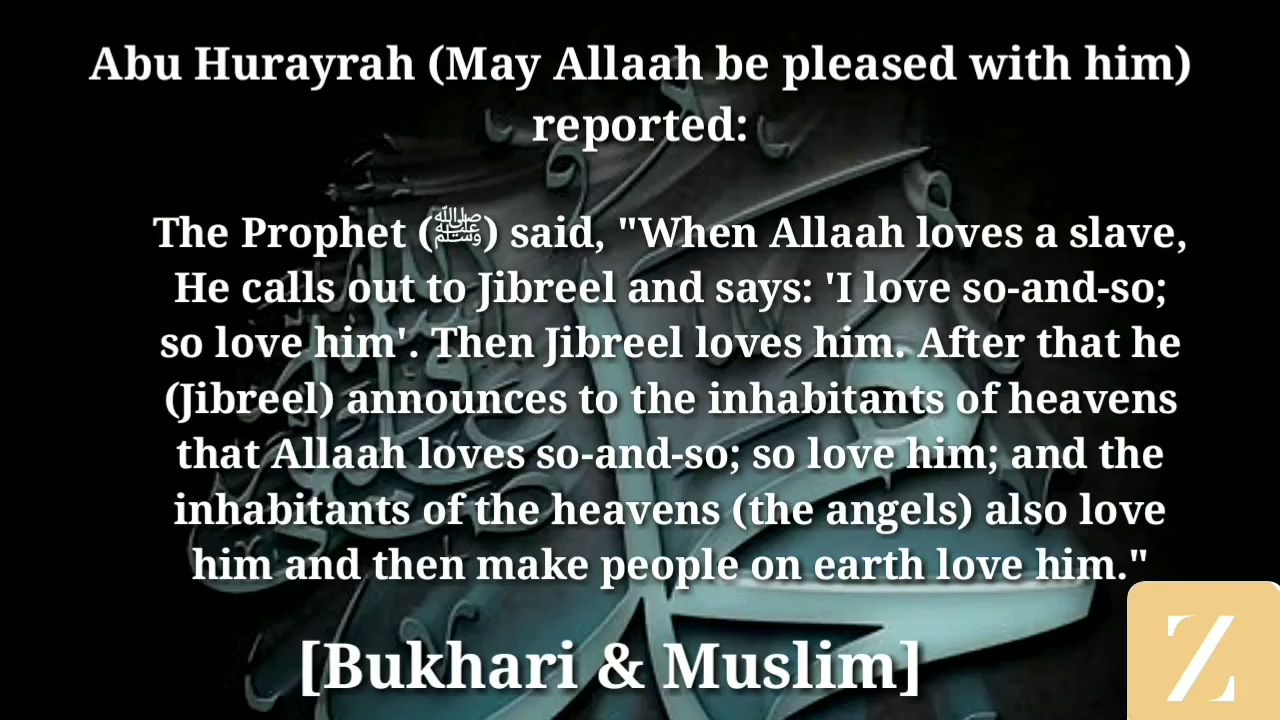 Abu Hurayrah (May Allaah be pleased with him)
reported:
The Prophet (ﷺ) said, "When Allaah loves a slave,
He calls out to Jibreel and says: 'I love so-and-so;
so love him'. Then Jibreel loves him. After that he
(Jibreel) announces to the inhabitants of heavens
that Allaah loves so-and-so; so love him; and the
inhabitants of the heavens (the angels) also love
him and then make people on earth love him."
[Bukhari & Muslim]
Z